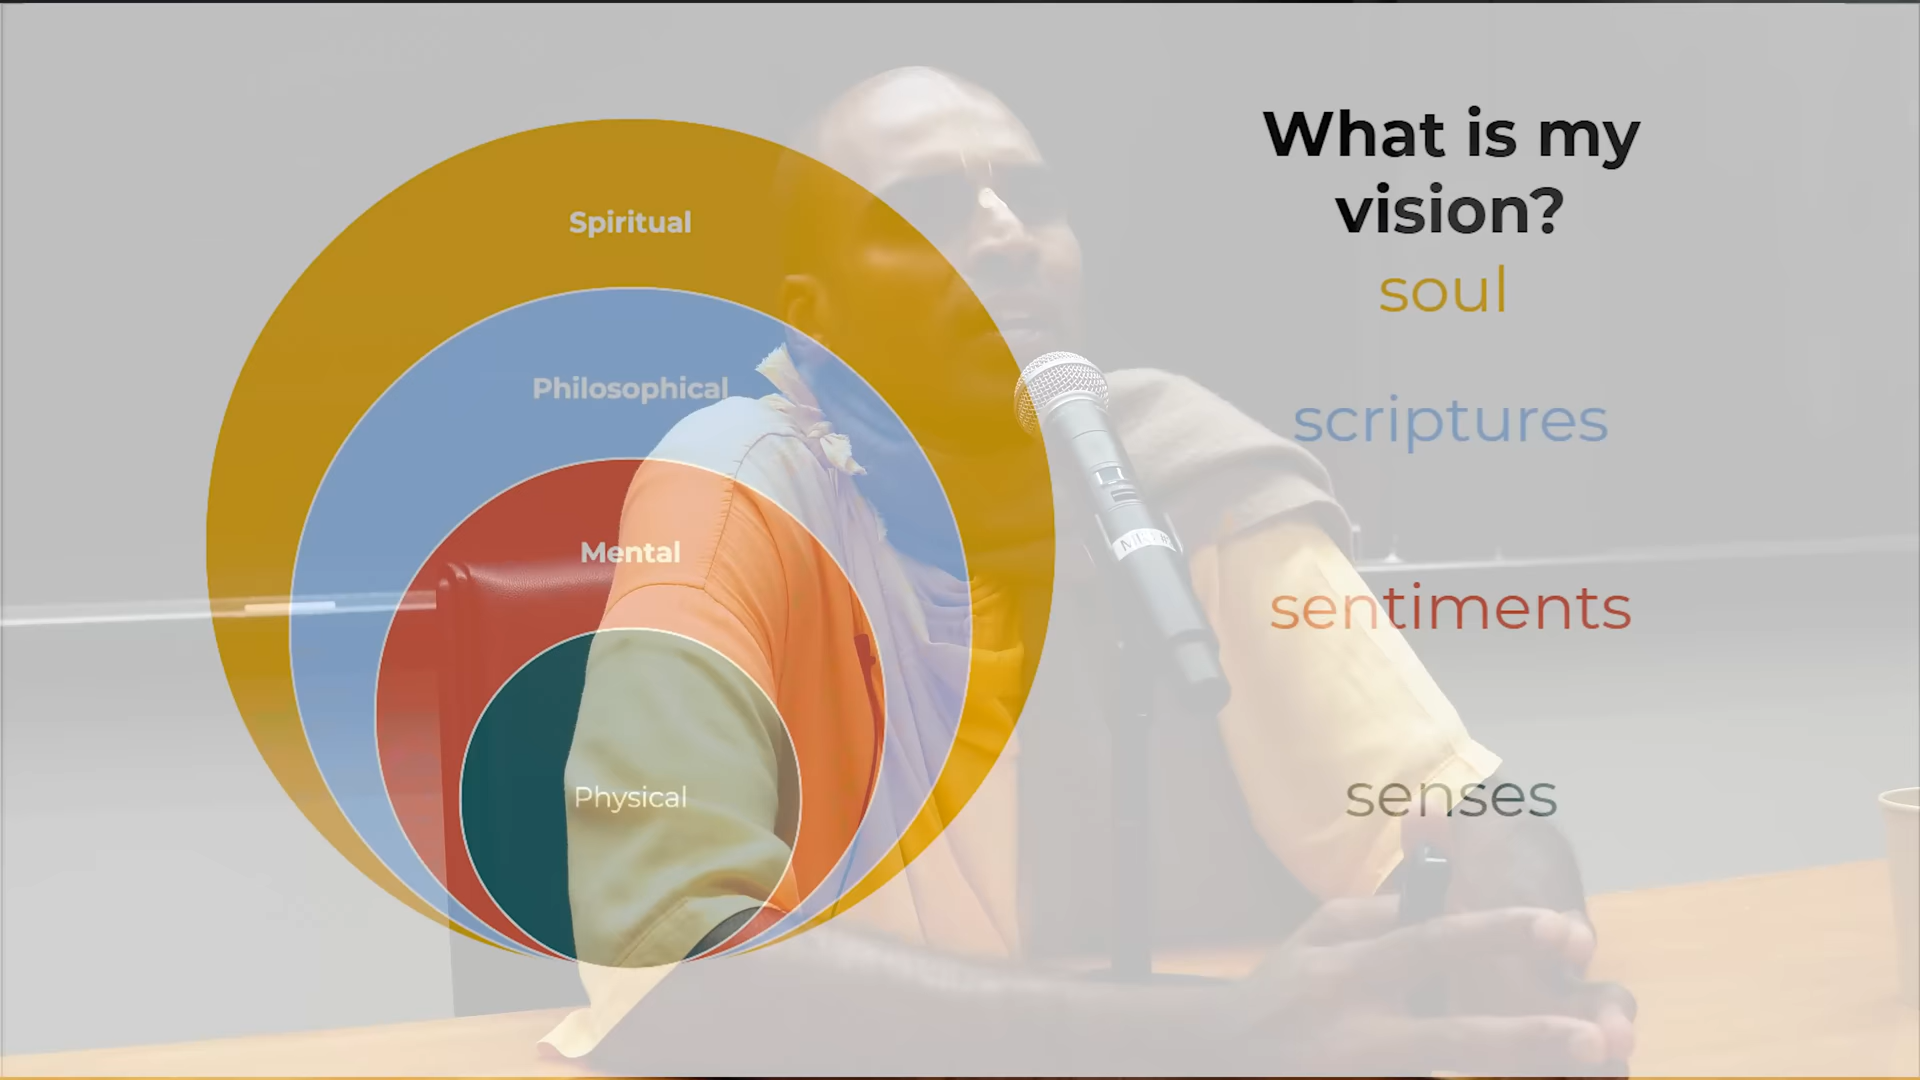 Spiritual
Philosophical
Mental
Physical
What is my
vision?
soul
scriptures
sentiments
senses